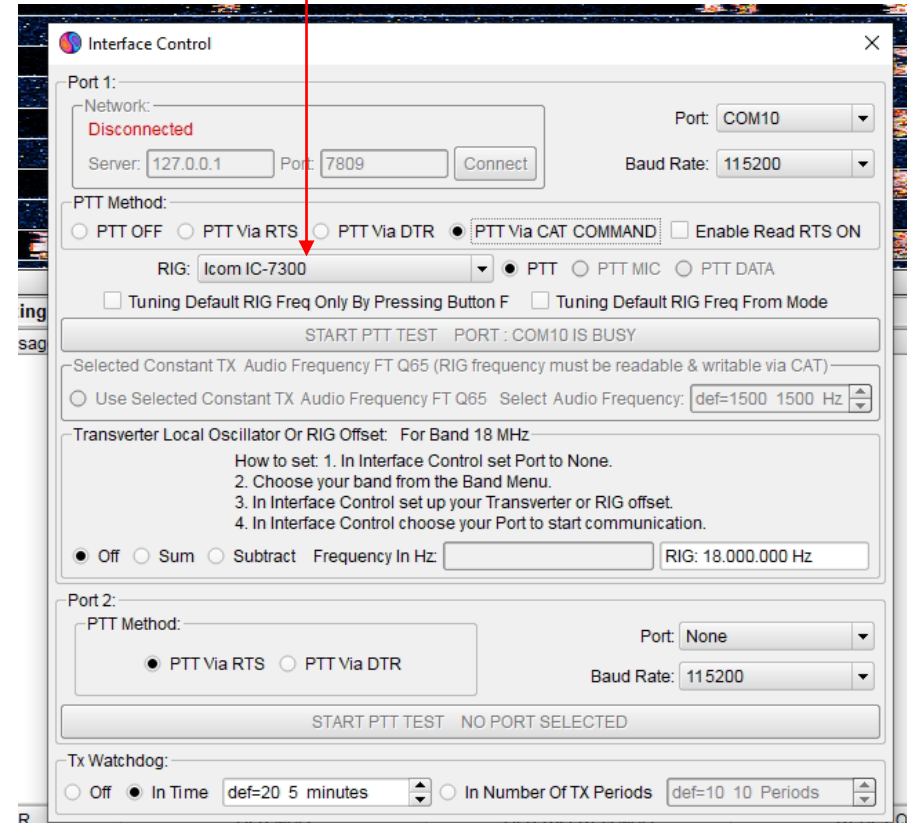 Interface Control
Port 1:
Network:
Disconnected
Port: COM10
Server: 127.0.0.1 Port: 7809 Connect
Baud Rate: 115200
PTT Method:
PTT OFF PTT Via RTS PTT Via DTR PTT Via CAT COMMAND Enable Read RTS ON
RIG: Icom IC-7300 PTT PTT MIC PTT DATA
Tuning Default RIG Freq Only By Pressing Button F Tuning Default RIG Freq From Mode
ing
START PTT TEST PORT : COM10 IS BUSY
sag
Selected Constant TX Audio Frequency FT Q65 (RIG frequency must be readable & writable via CAT)
Use Selected Constant TX Audio Frequency FT Q65 Select Audio Frequency: def=1500 1500 Hz
Transverter Local Oscillator Or RIG Offset: For Band 18 MHz
How to set: 1. In Interface Control set Port to None.
2. Choose your band from the Band Menu.
3. In Interface Control set up your Transverter or RIG offset.
4. In Interface Control choose your Port to start communication.
Off Sum Subtract Frequency In Hz: RIG: 18.000.000 Hz
Port 2:
PTT Method:
Port: None
PTT Via RTS PTT Via DTR
Baud Rate: 115200
START PTT TEST NO PORT SELECTED
Tx Watchdog:
Off In Time def=20 5 minutes In Number Of TX Periods def=10 10 Periods